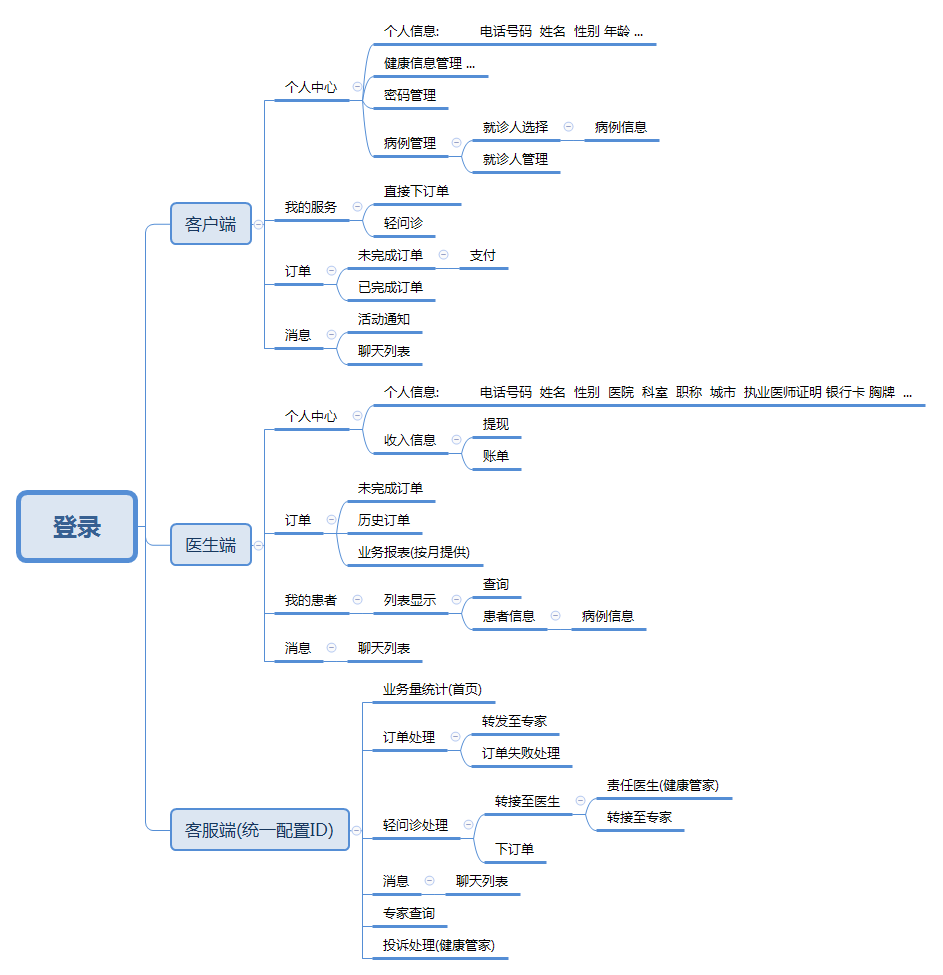 登录
客户端
个人中心
个人信息: 电话号码 姓名 性别 年龄 ...
健康信息管理 ...
密码管理
病例管理
就诊人选择
病例信息
就诊人管理
我的服务
直接下订单
轻问诊
订单
未完成订单
支付
已完成订单
消息
活动通知
聊天列表
医生端
个人中心
个人信息: 电话号码 姓名 性别 医院 科室 职称 城市 执业医师证明 银行卡 胸牌 ...
收入信息
提现
账单
订单
未完成订单
历史订单
业务报表(按月提供)
我的患者
列表显示
查询
患者信息
病例信息
消息
聊天列表
客服端(统一配置ID)
业务量统计(首页)
订单处理
转发至专家
订单失败处理
轻问诊处理
转接至医生
责任医生(健康管家)
转接至专家
下订单
消息
聊天列表
专家查询
投诉处理(健康管家)